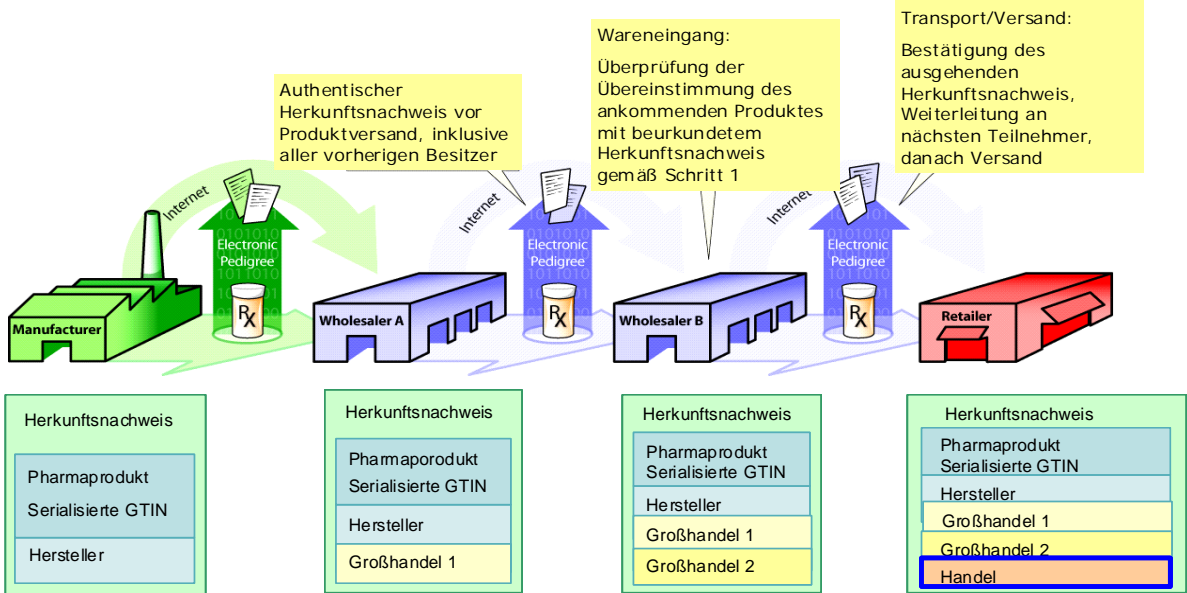 Transport/Versand:
Bestätigung des
ausgehenden
Herkunftsnachweis,
Weiterleitung an
nächsten Teilnehmer,
danach Versand
Wareneingang:
Überprüfung der
Übereinstimmung des
ankommenden Produktes
mit beurkundetem
Herkunftsnachweis
gemäß Schritt 1
Authentischer
Herkunftsnachweis vor
Produktversand, inklusive
aller vorherigen Besitzer
Internet
Electronic
Pedigree
Rx
Internet
Electronic
Pedigree
Rx
Internet
Electronic
Pedigree
Rx
Manufacturer
Wholesaler A
Wholesaler B
Retailer
Herkunftsnachweis
Pharmaprodukt
Serialisierte GTIN
Hersteller
Herkunftsnachweis
Pharmaporodukt
Serialisierte GTIN
Hersteller
Großhandel 1
Herkunftsnachweis
Pharmaprodukt
Serialisierte GTIN
Hersteller
Großhandel 1
Großhandel 2
Herkunftsnachweis
Pharmaprodukt
Serialisierte GTIN
Hersteller
Großhandel 1
Großhandel 2
Handel